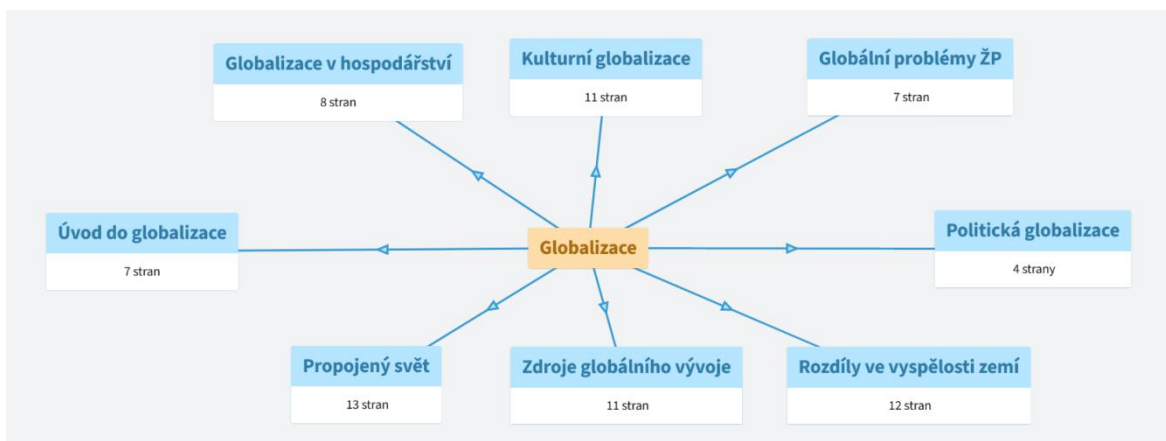 Globalizace v hospodářství
8 stran
Kulturní globalizace
11 stran
Globální problémy ŽP
7 stran
Úvod do globalizace
7 stran
Globalizace
Politická globalizace
4 strany
Propojený svět
13 stran
Zdroje globálního vývoje
11 stran
Rozdíly ve vyspělosti zemí
12 stran